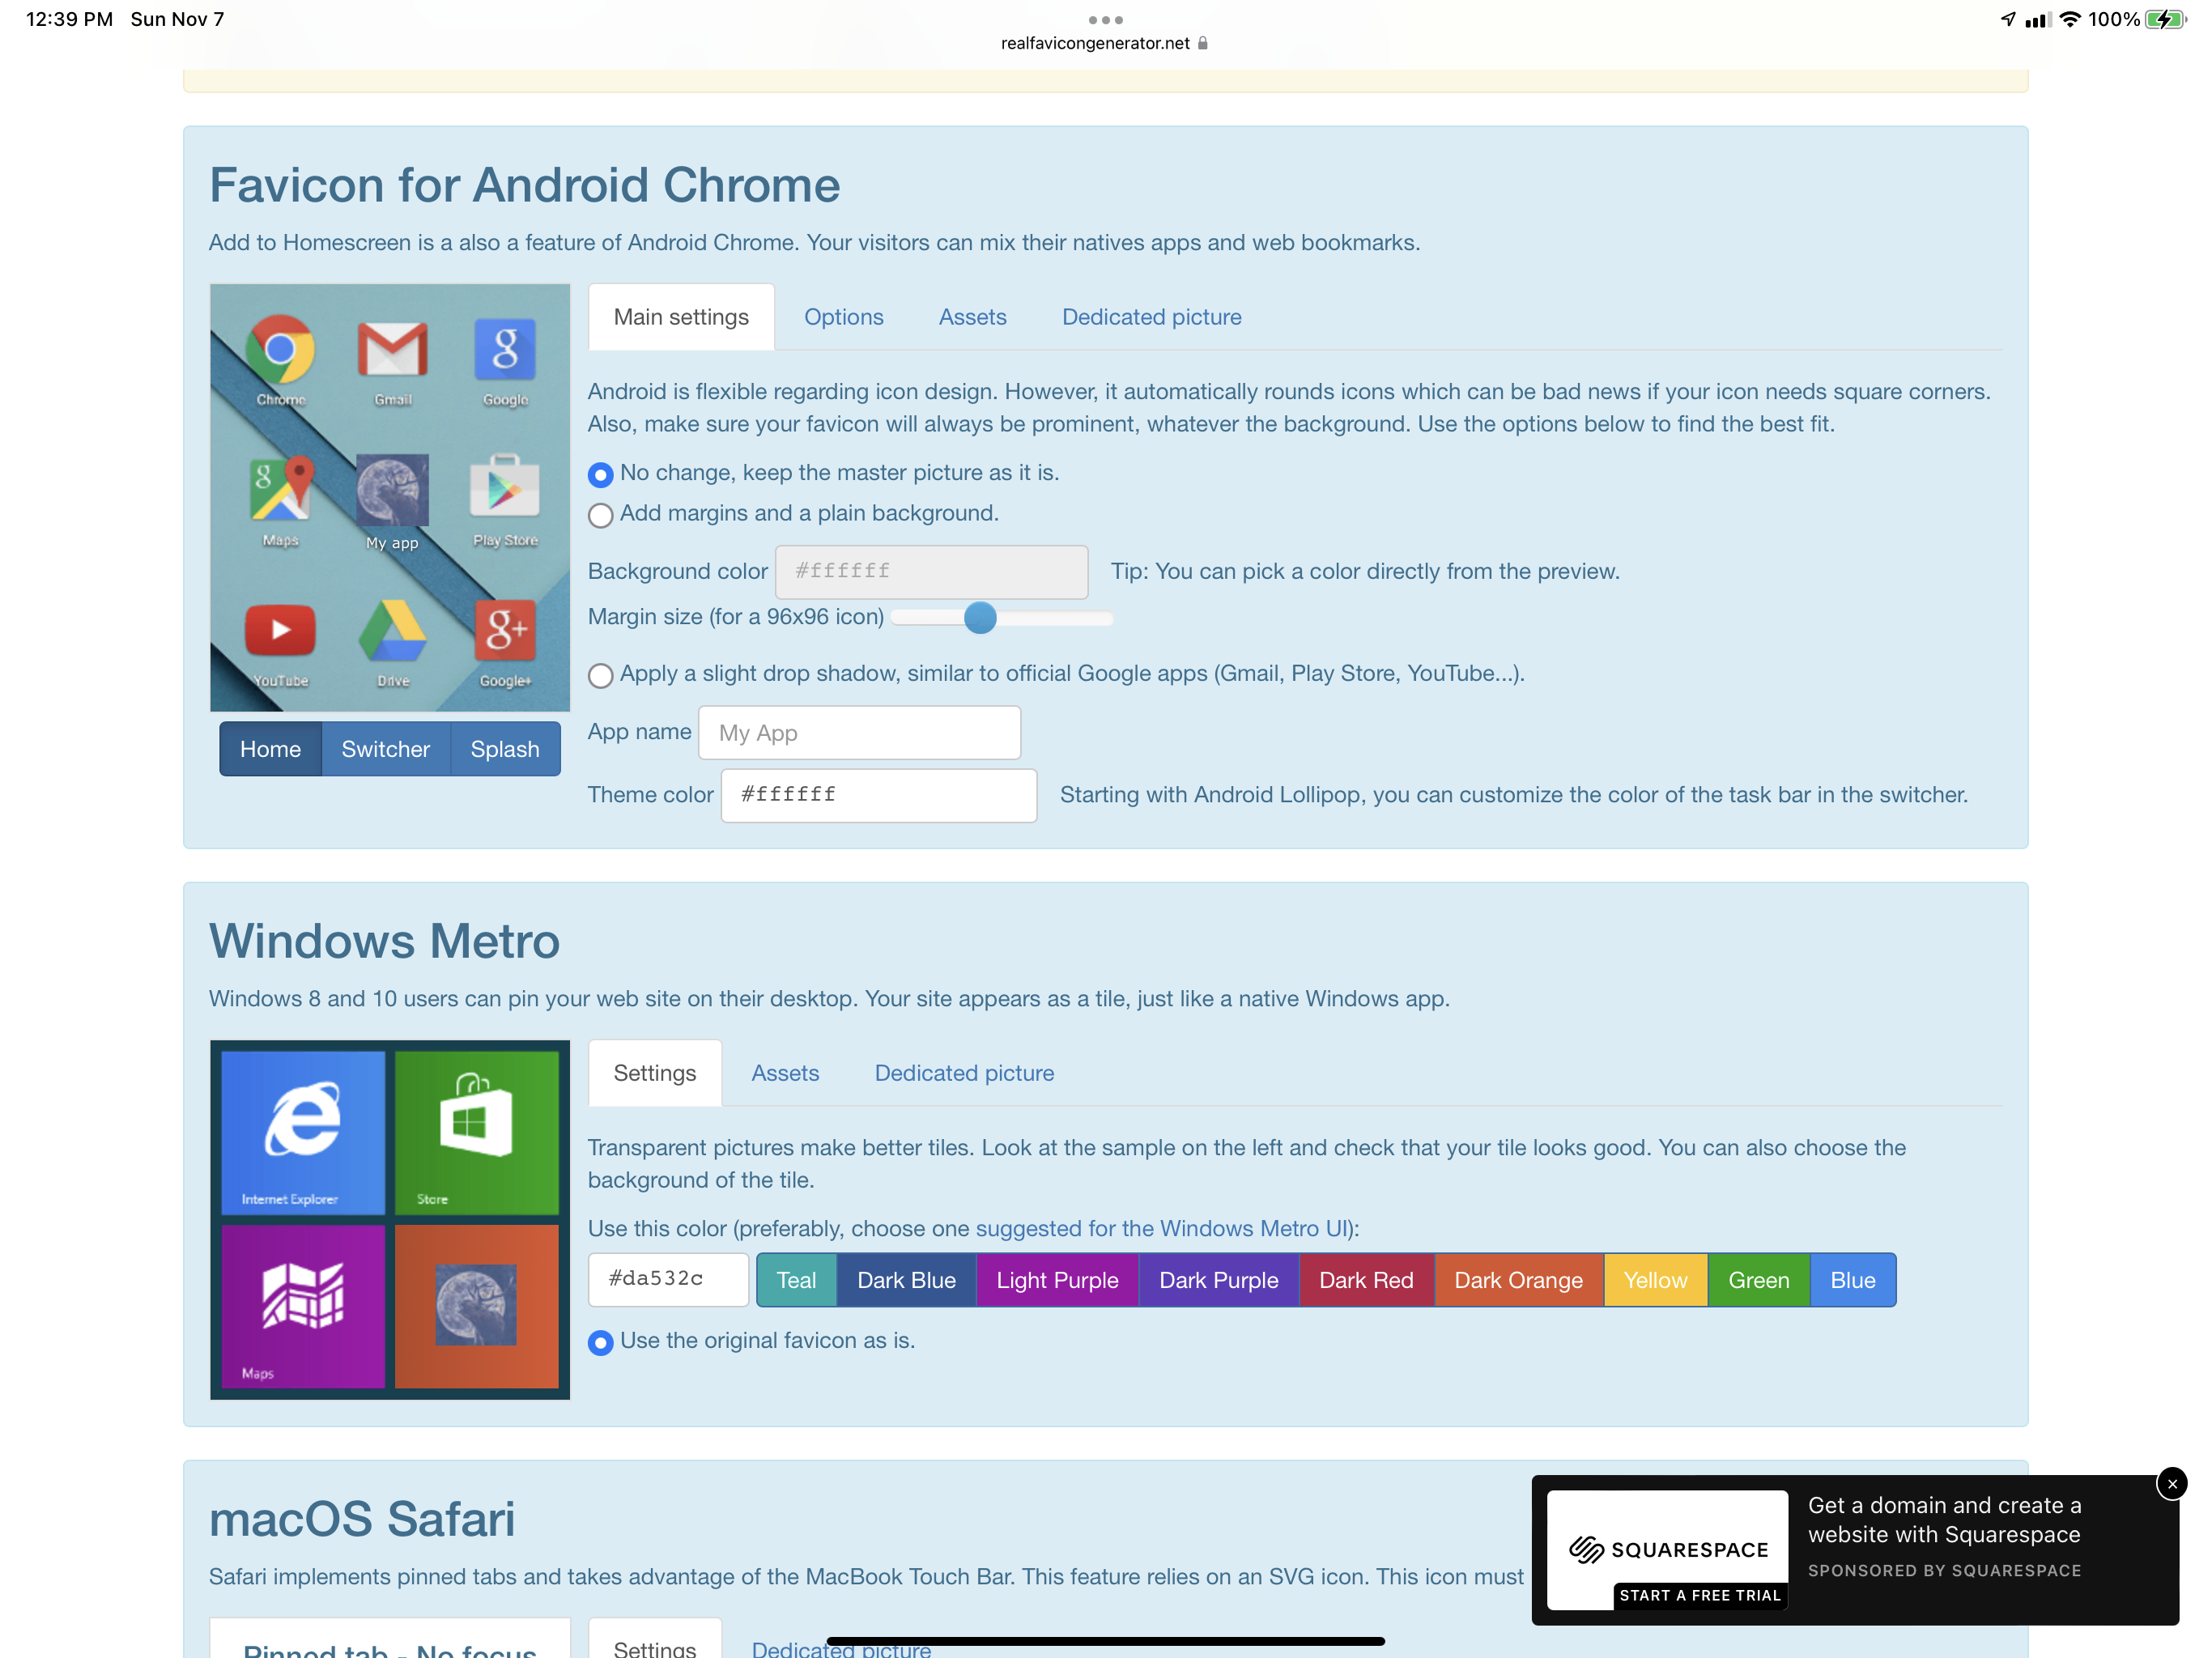 12:39 PM Sun Nov 7
100%
realfavicongenerator.net
Favicon for Android Chrome
Add to Homescreen is a also a feature of Android Chrome. Your visitors can mix their natives apps and web bookmarks.
Chrome Gmail Google
Maps My app Play Store
YouTube Drive Google+
Home Switcher Splash
Main settings Options Assets Dedicated picture
Android is flexible regarding icon design. However, it automatically rounds icons which can be bad news if your icon needs square corners.
Also, make sure your favicon will always be prominent, whatever the background. Use the options below to find the best fit.
No change, keep the master picture as it is.
Add margins and a plain background.
Background color #ffffff Tip: You can pick a color directly from the preview.
Margin size (for a 96x96 icon)
Apply a slight drop shadow, similar to official Google apps (Gmail, Play Store, YouTube...).
App name My App
Theme color #ffffff Starting with Android Lollipop, you can customize the color of the task bar in the switcher.
Windows Metro
Windows 8 and 10 users can pin your web site on their desktop. Your site appears as a tile, just like a native Windows app.
Internet Explorer Store
Maps
Settings Assets Dedicated picture
Transparent pictures make better tiles. Look at the sample on the left and check that your tile looks good. You can also choose the
background of the tile.
Use this color (preferably, choose one suggested for the Windows Metro UI):
#da532c Teal Dark Blue Light Purple Dark Purple Dark Red Dark Orange Yellow Green Blue
Use the original favicon as is.
macOS Safari
Safari implements pinned tabs and takes advantage of the MacBook Touch Bar. This feature relies on an SVG icon. This icon must
Pinned tab - No focus
Settings Dedicated picture
SQUARESPACE
START A FREE TRIAL
Get a domain and create a
website with Squarespace
SPONSORED BY SQUARESPACE